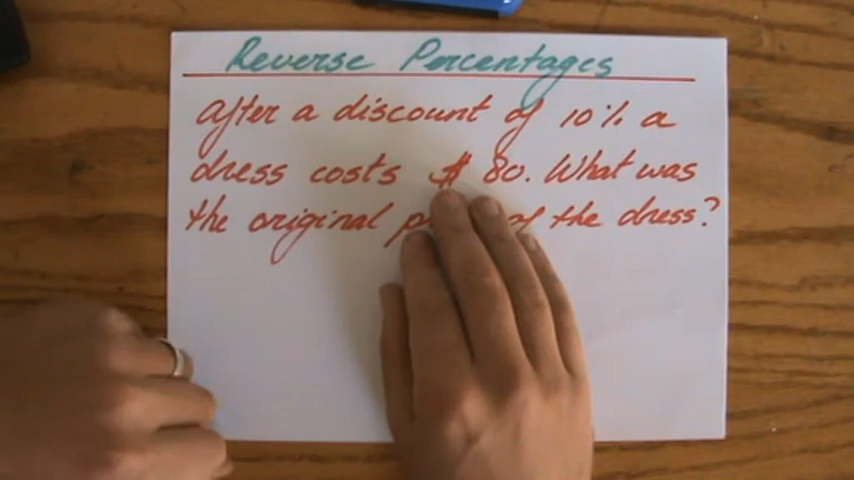 Reverse Percentages
After a discount of 10% a
dress costs $80. What was
the original of the dress?